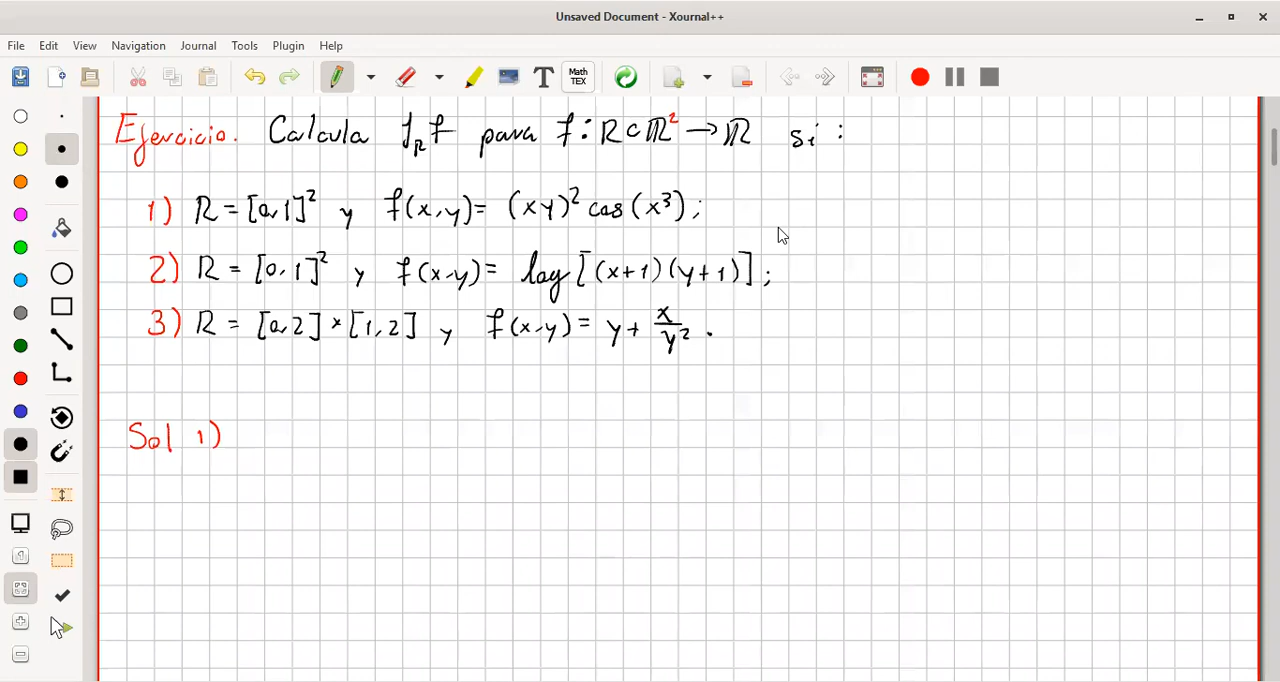 Unsaved Document - Xournal++
File Edit View Navigation Journal Tools Plugin Help
Math TEX
Ejercicio. Calcula ∫_R f para f: R ⊂ ℝ² → ℝ si:
1) R = [0,1]² y f(x,y) = (xy)² cos(x³);
2) R = [0,1]² y f(x,y) = log[(x+1)(y+1)];
3) R = [0,2] × [1,2] y f(x,y) = y + x/y².
Sol 1)